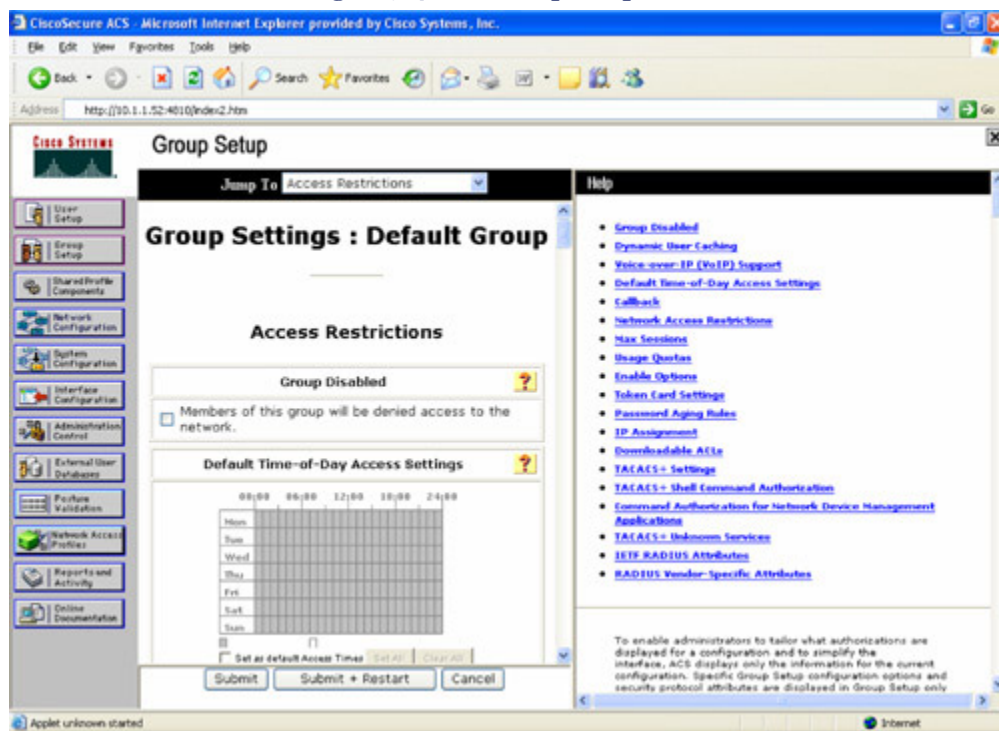 CiscoSecure ACS - Microsoft Internet Explorer provided by Cisco Systems, Inc.
File Edit View Favorites Tools Help
Back Search Favorites
Address http://10.1.1.52:4810/index2.htm Go
CISCO SYSTEMS
Group Setup
Jump To Access Restrictions
Help
User Setup
Group Setup
Shared Profile Components
Network Configuration
System Configuration
Interface Configuration
Administration Control
External User Databases
Posture Validation
Network Access Profiles
Reports and Activity
Online Documentation
Group Settings : Default Group
Access Restrictions
Group Disabled
Members of this group will be denied access to the
network.
Default Time-of-Day Access Settings
00:00 06:00 12:00 18:00 24:00
Mon
Tue
Wed
Thu
Fri
Sat
Sun
Set as default Access Times Set All Clear All
Submit Submit + Restart Cancel
Group Disabled
Dynamic User Caching
Voice-over-IP (VoIP) Support
Default Time-of-Day Access Settings
Callback
Network Access Restrictions
Max Sessions
Usage Quotas
Enable Options
Token Card Settings
Password Aging Rules
IP Assignment
Downloadable ACLs
TACACS+ Settings
TACACS+ Shell Command Authorization
Command Authorization for Network Device Management
Applications
TACACS+ Unknown Services
IETF RADIUS Attributes
RADIUS Vendor-Specific Attributes
To enable administrators to tailor what authorizations are
displayed for a configuration and to simplify the
interface, ACS displays only the information for the current
configuration. Specific Group Setup configuration options and
security protocol attributes are displayed in Group Setup only
Applet unknown started
Internet